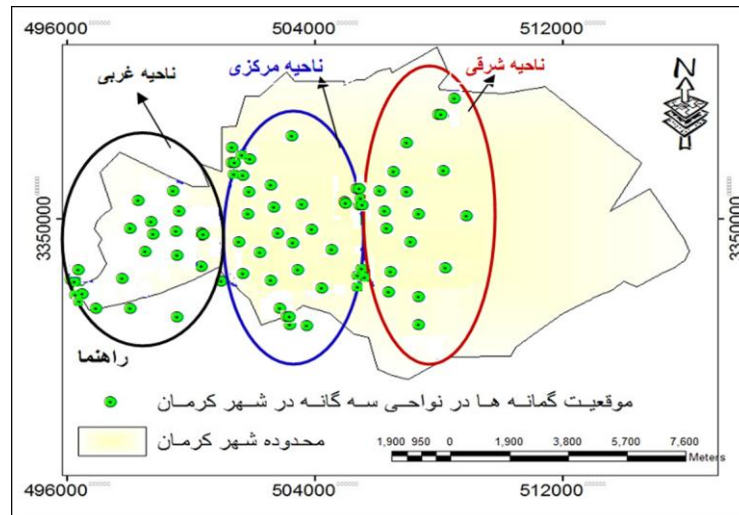 496000 504000 512000
ناحیه غربی
ناحیه مرکزی
ناحیه شرقی
N
3350000
3350000
راهنما
موقعیت گمانه ها در نواحی سه گانه در شهر کرمان
محدوده شهر کرمان
1,900 950 0 1,900 3,800 5,700 7,600
Meters
496000 504000 512000